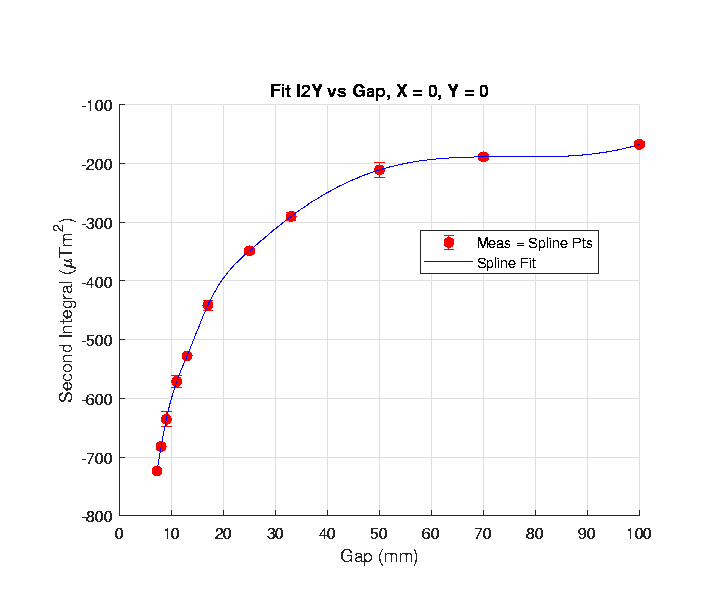 Fit I2Y vs Gap, X = 0, Y = 0
-100
-200
-300
-400
-500
-600
-700
-800
Second Integral (μTm²)
Meas = Spline Pts
Spline Fit
0 10 20 30 40 50 60 70 80 90 100
Gap (mm)